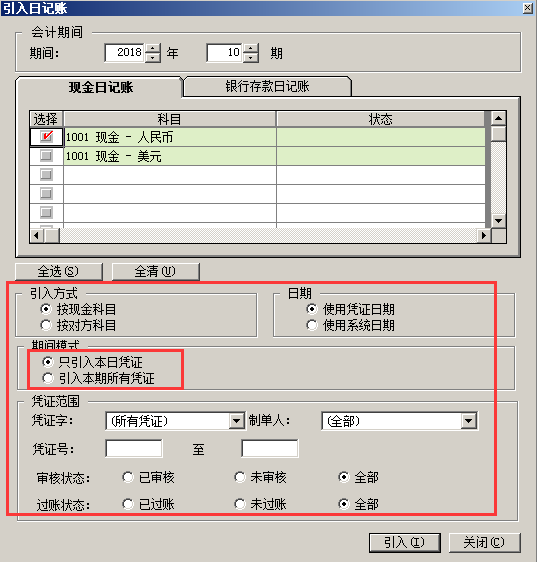 引入日记账
会计期间
期间: 2018 年 10 期
现金日记账 银行存款日记账
选择 科目 状态
1001 现金 - 人民币
1001 现金 - 美元
全选(S) 全清(U)
引入方式 日期
按现金科目 使用凭证日期
按对方科目 使用系统日期
期间模式
只引入本日凭证
引入本期所有凭证
凭证范围
凭证字: (所有凭证) 制单人: (全部)
凭证号: 至
审核状态: 已审核 未审核 全部
过账状态: 已过账 未过账 全部
引入(I) 关闭(C)